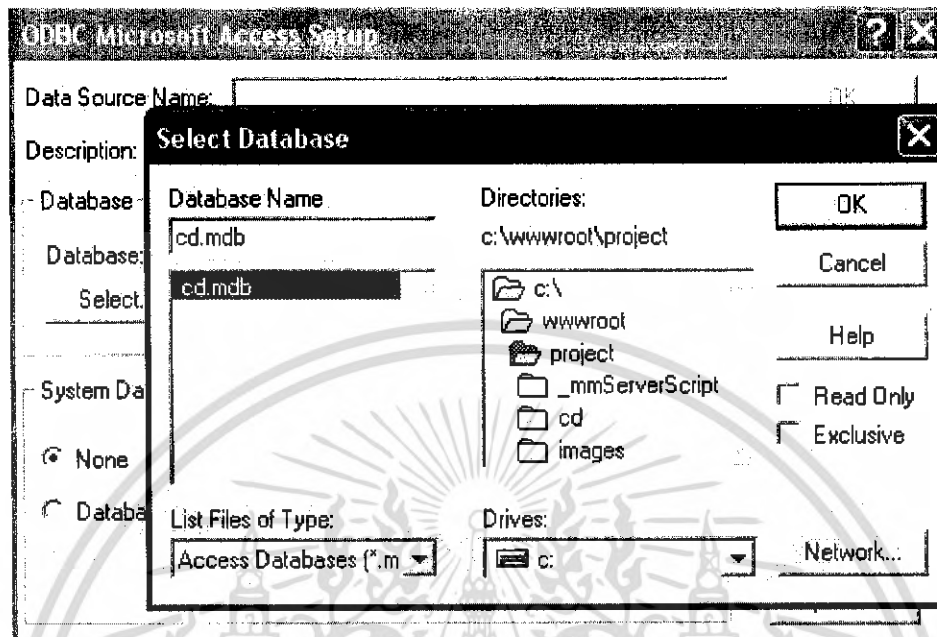 ODBC Microsoft Access Setup
Data Source Name:
OK
Description:
Select Database
Database
Database:
Select.
System Da
None
Databa
Database Name
cd.mdb
cd.mdb
List Files of Type:
Access Databases (*.m
Directories:
c:\wwwroot\project
c:\
wwwroot
project
_mmServerScript
cd
images
Drives:
c:
OK
Cancel
Help
Read Only
Exclusive
Network...